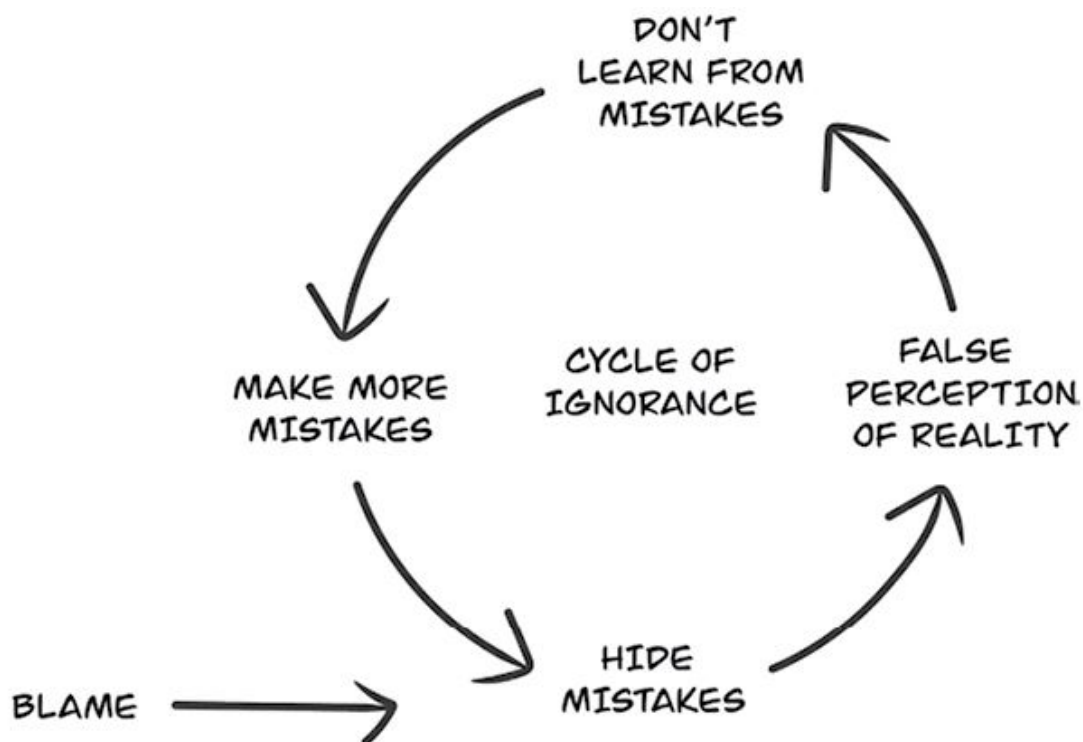 DON'T
LEARN FROM
MISTAKES
MAKE MORE
MISTAKES
CYCLE OF
IGNORANCE
FALSE
PERCEPTION
OF REALITY
HIDE
MISTAKES
BLAME